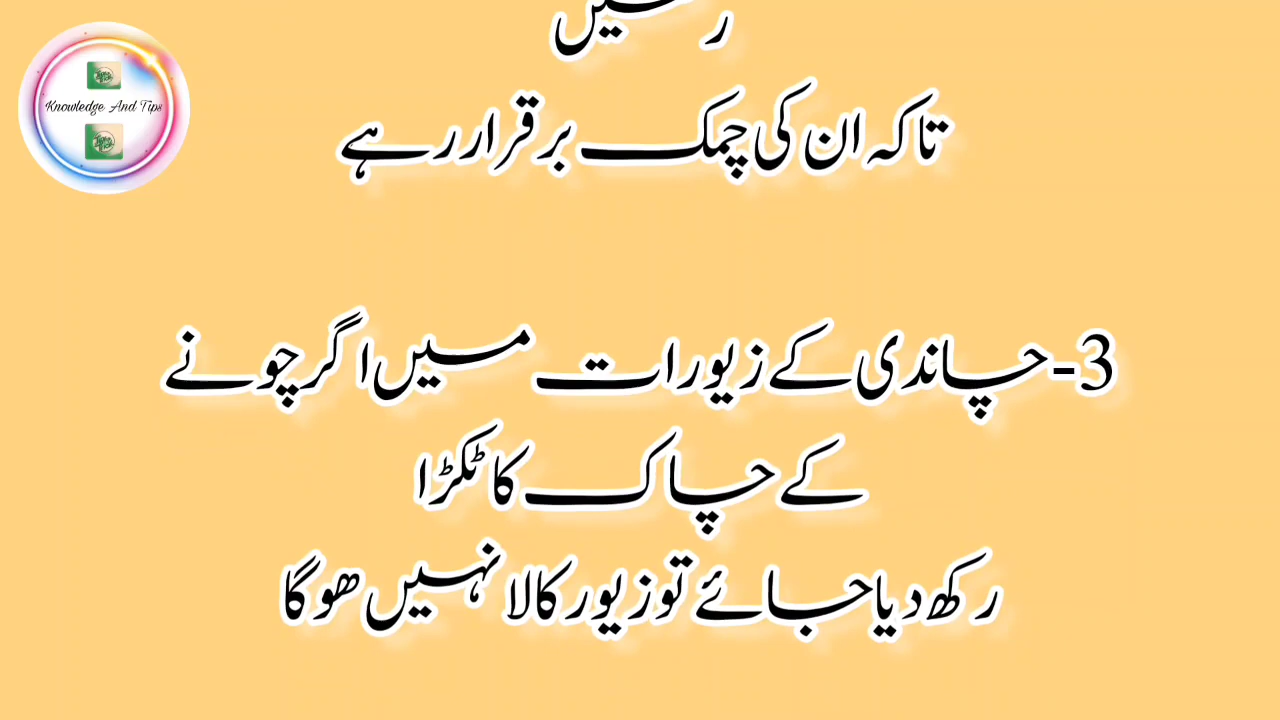 Knowledge And Tips
تاکہ ان کی چمک برقرار رہے
3-چاندی کے زیورات میں اگر چونے
کے چاک کا ٹکڑا
رکھ دیا جائے تو زیور کالا نہیں ھوگا